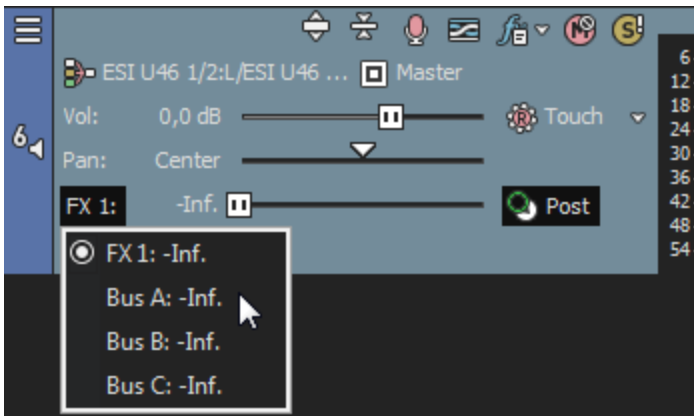 ESI U46 1/2:L/ESI U46 ... Master
Vol: 0,0 dB Touch
6
Pan: Center
FX 1: -Inf. Post
6
12
18
24
30
36
42
48
54
FX 1: -Inf.
Bus A: -Inf.
Bus B: -Inf.
Bus C: -Inf.